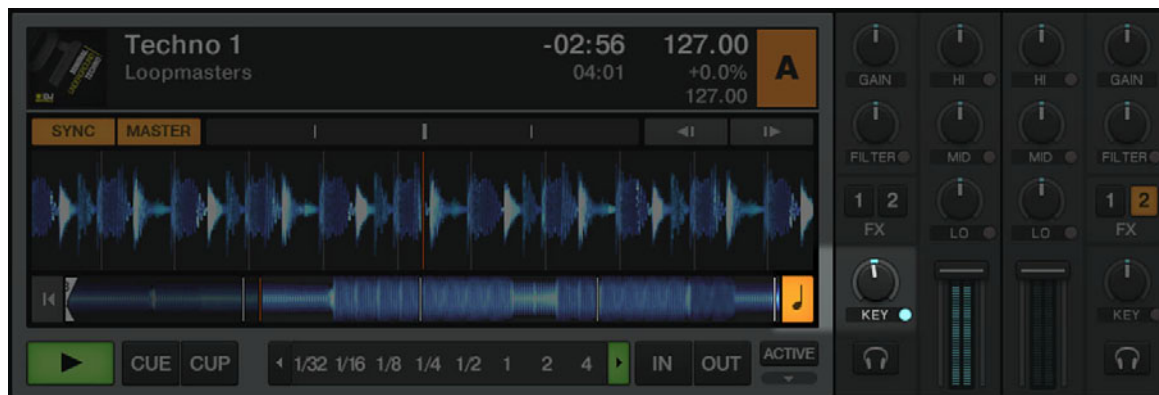 Techno 1
Loopmasters
-02:56
04:01
127.00
+0.0%
127.00
A
SYNC MASTER
CUE CUP
1/32 1/16 1/8 1/4 1/2 1 2 4
IN OUT
ACTIVE
GAIN HI HI GAIN
FILTER MID MID FILTER
1 2 1 2
FX LO LO FX
KEY KEY